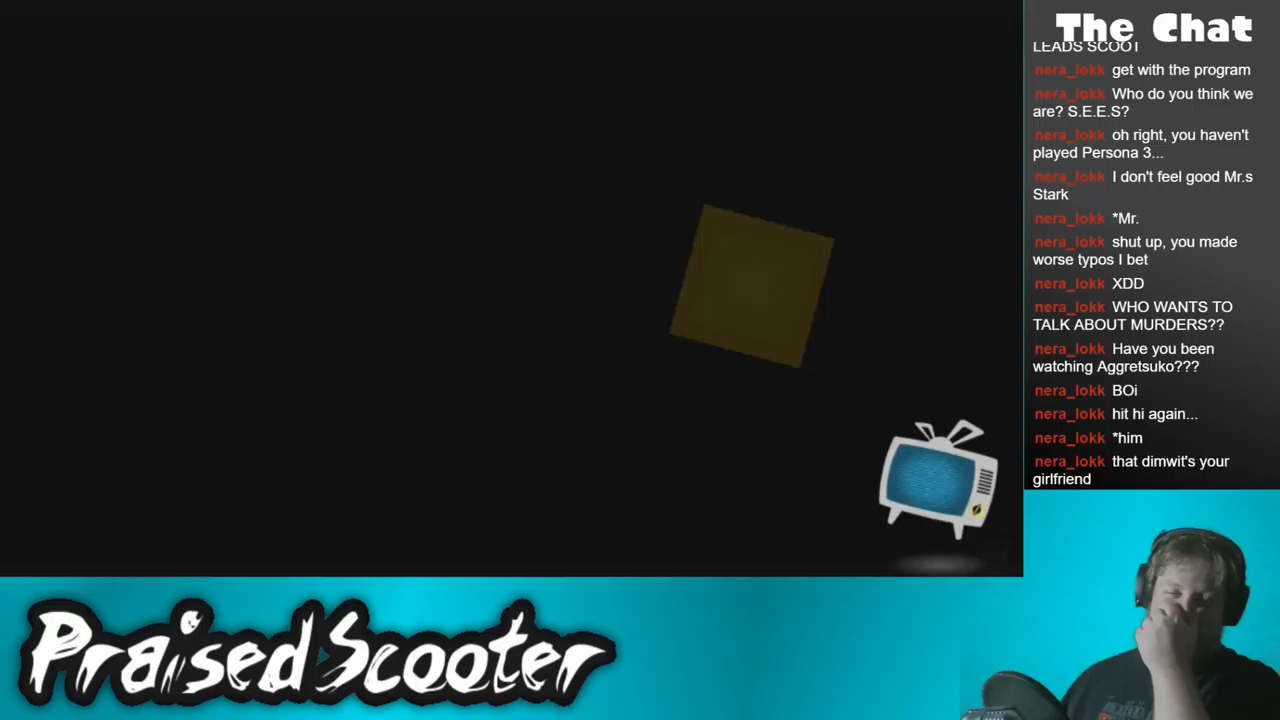 The Chat
LEADS SCOOT
nera_lokk get with the program
nera_lokk Who do you think we
are? S.E.E.S?
nera_lokk oh right, you haven't
played Persona 3...
nera_lokk I don't feel good Mr.s
Stark
nera_lokk *Mr.
nera_lokk shut up, you made
worse typos I bet
nera_lokk XDD
nera_lokk WHO WANTS TO
TALK ABOUT MURDERS??
nera_lokk Have you been
watching Aggretsuko???
nera_lokk BOi
nera_lokk hit hi again...
nera_lokk *him
nera_lokk that dimwit's your
girlfriend
PraisedScooter